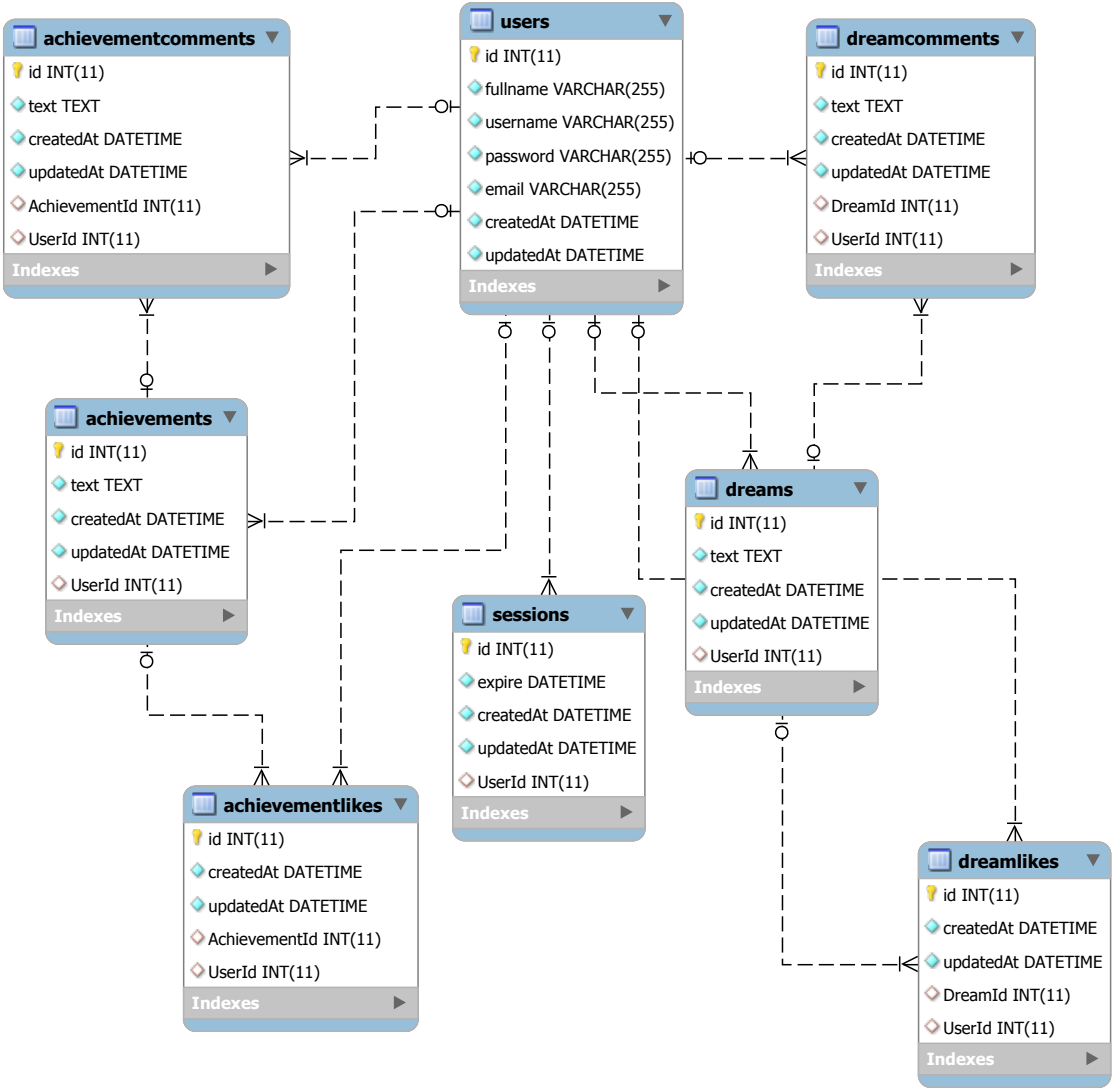 achievementcomments
id INT(11)
text TEXT
createdAt DATETIME
updatedAt DATETIME
AchievementId INT(11)
UserId INT(11)
Indexes
users
id INT(11)
fullname VARCHAR(255)
username VARCHAR(255)
password VARCHAR(255)
email VARCHAR(255)
createdAt DATETIME
updatedAt DATETIME
Indexes
dreamcomments
id INT(11)
text TEXT
createdAt DATETIME
updatedAt DATETIME
DreamId INT(11)
UserId INT(11)
Indexes
achievements
id INT(11)
text TEXT
createdAt DATETIME
updatedAt DATETIME
UserId INT(11)
Indexes
dreams
id INT(11)
text TEXT
createdAt DATETIME
updatedAt DATETIME
UserId INT(11)
Indexes
sessions
id INT(11)
expire DATETIME
createdAt DATETIME
updatedAt DATETIME
UserId INT(11)
Indexes
achievementlikes
id INT(11)
createdAt DATETIME
updatedAt DATETIME
AchievementId INT(11)
UserId INT(11)
Indexes
dreamlikes
id INT(11)
createdAt DATETIME
updatedAt DATETIME
DreamId INT(11)
UserId INT(11)
Indexes